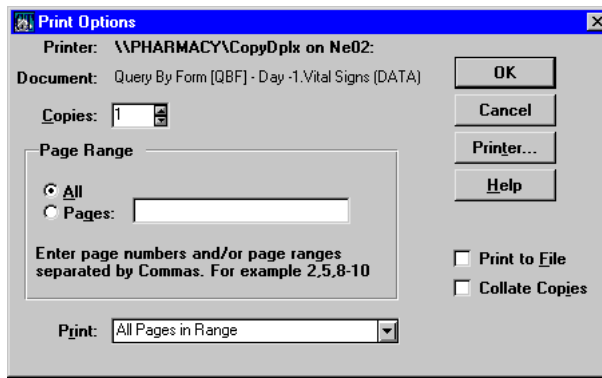 Print Options
Printer: \\PHARMACY\CopyDplx on Ne02:
Document: Query By Form [QBF] - Day -1.Vital Signs (DATA)
OK
Copies: 1
Cancel
Page Range
Printer...
All
Help
Pages:
Enter page numbers and/or page ranges
separated by Commas. For example 2,5,8-10
Print to File
Collate Copies
Print: All Pages in Range